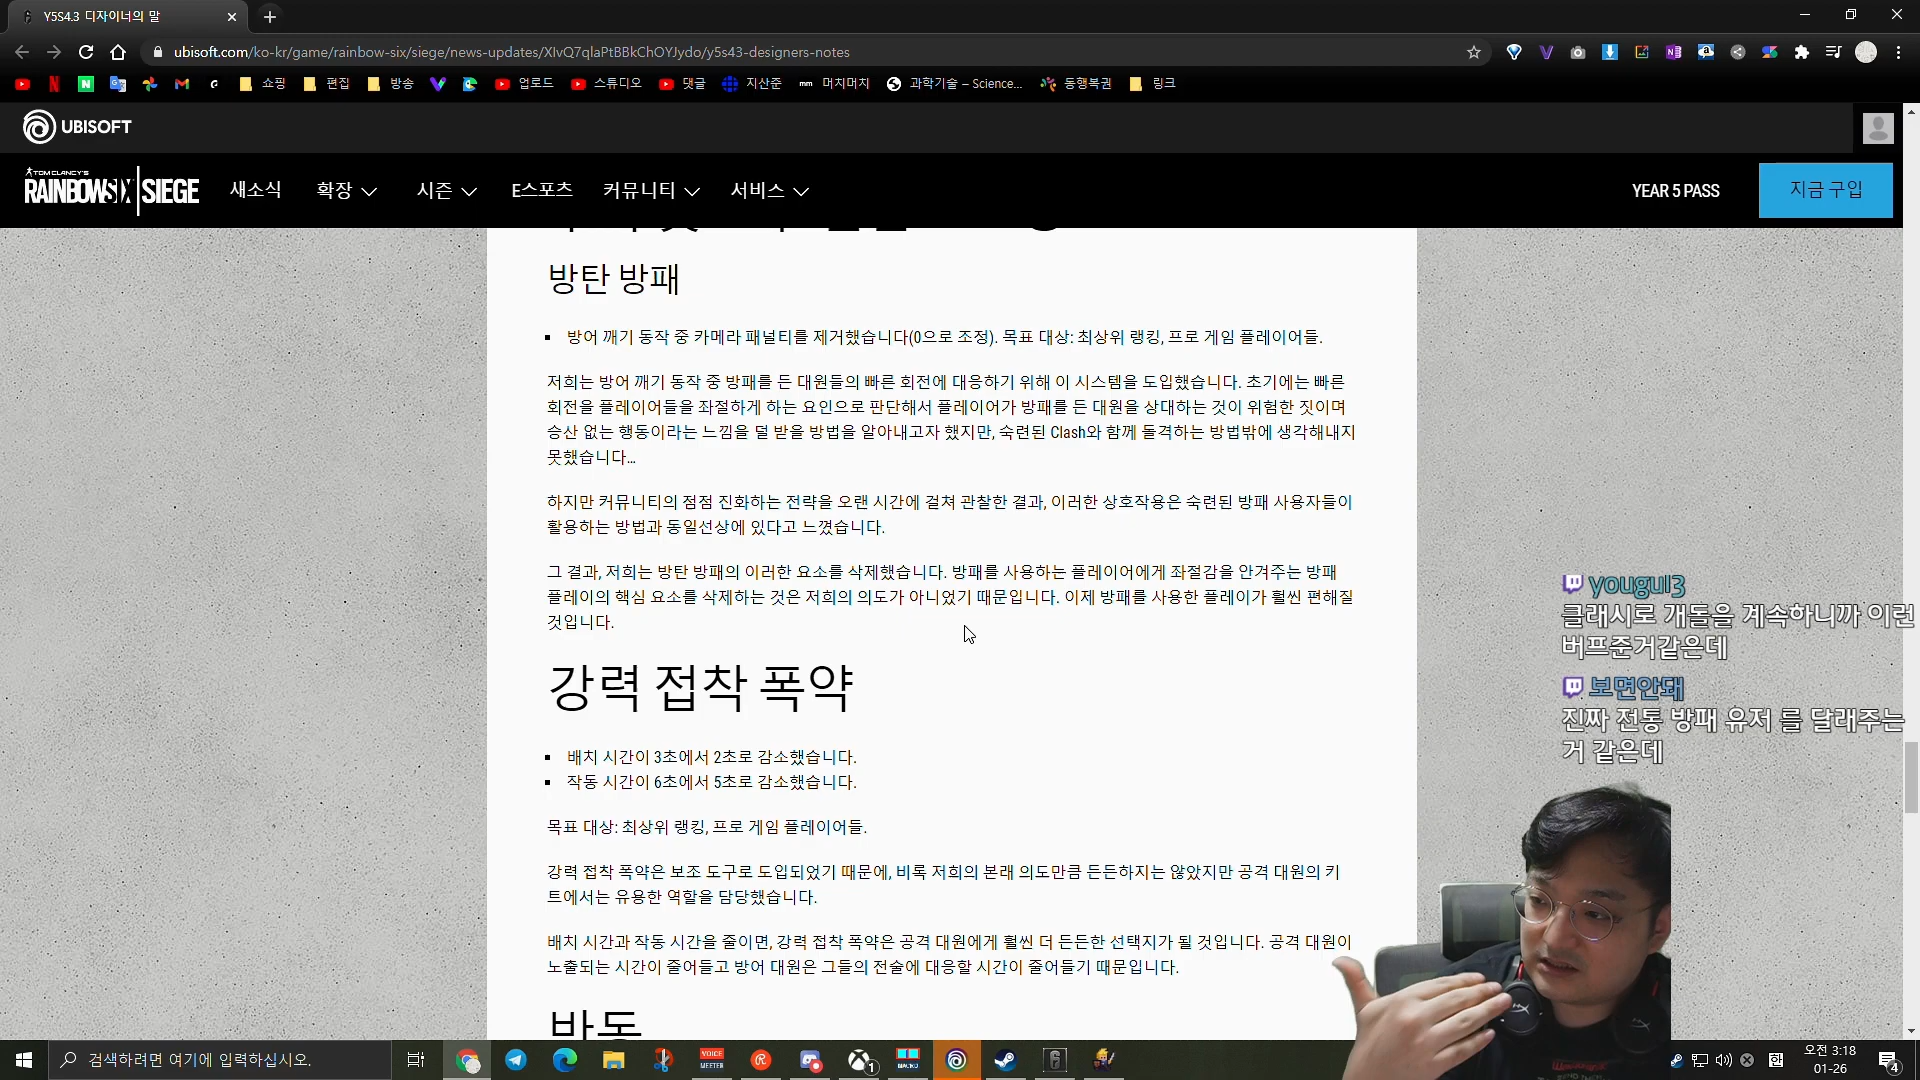 Y5S4.3 디자이너의 말
ubisoft.com/ko-kr/game/rainbow-six/siege/news-updates/XIvQ7qlaPtBBkChOYJydo/y5s43-designers-notes
쇼핑 편집 방송 업로드 스튜디오 댓글 지산준 머치머치 과학기술 – Science... 동행복권 링크
UBISOFT
TOM CLANCY'S
RAINBOW SIX SIEGE 새소식 확장 시즌 E스포츠 커뮤니티 서비스 YEAR 5 PASS 지금 구입
방탄 방패
방어 깨기 동작 중 카메라 패널티를 제거했습니다(0으로 조정). 목표 대상: 최상위 랭킹, 프로 게임 플레이어들.
저희는 방어 깨기 동작 중 방패를 든 대원들의 빠른 회전에 대응하기 위해 이 시스템을 도입했습니다. 초기에는 빠른
회전을 플레이어들을 좌절하게 하는 요인으로 판단해서 플레이어가 방패를 든 대원을 상대하는 것이 위험한 짓이며
승산 없는 행동이라는 느낌을 덜 받을 방법을 알아내고자 했지만, 숙련된 Clash와 함께 돌격하는 방법밖에 생각해내지
못했습니다...
하지만 커뮤니티의 점점 진화하는 전략을 오랜 시간에 걸쳐 관찰한 결과, 이러한 상호작용은 숙련된 방패 사용자들이
활용하는 방법과 동일선상에 있다고 느꼈습니다.
그 결과, 저희는 방탄 방패의 이러한 요소를 삭제했습니다. 방패를 사용하는 플레이어에게 좌절감을 안겨주는 방패
플레이의 핵심 요소를 삭제하는 것은 저희의 의도가 아니었기 때문입니다. 이제 방패를 사용한 플레이가 훨씬 편해질
것입니다.
yougul3
클래시로 개돌을 계속하니까 이런
버프준거같은데
보면안돼
진짜 전통 방패 유저 를 달래주는
거 같은데
강력 접착 폭약
배치 시간이 3초에서 2초로 감소했습니다.
작동 시간이 6초에서 5초로 감소했습니다.
목표 대상: 최상위 랭킹, 프로 게임 플레이어들.
강력 접착 폭약은 보조 도구로 도입되었기 때문에, 비록 저희의 본래 의도만큼 든든하지는 않았지만 공격 대원의 키
트에서는 유용한 역할을 담당했습니다.
배치 시간과 작동 시간을 줄이면, 강력 접착 폭약은 공격 대원에게 훨씬 더 든든한 선택지가 될 것입니다. 공격 대원이
노출되는 시간이 줄어들고 방어 대원은 그들의 전술에 대응할 시간이 줄어들기 때문입니다.
검색하려면 여기에 입력하십시오.
VOICE
MEETER
1
한
오전 3:18
01-26
4